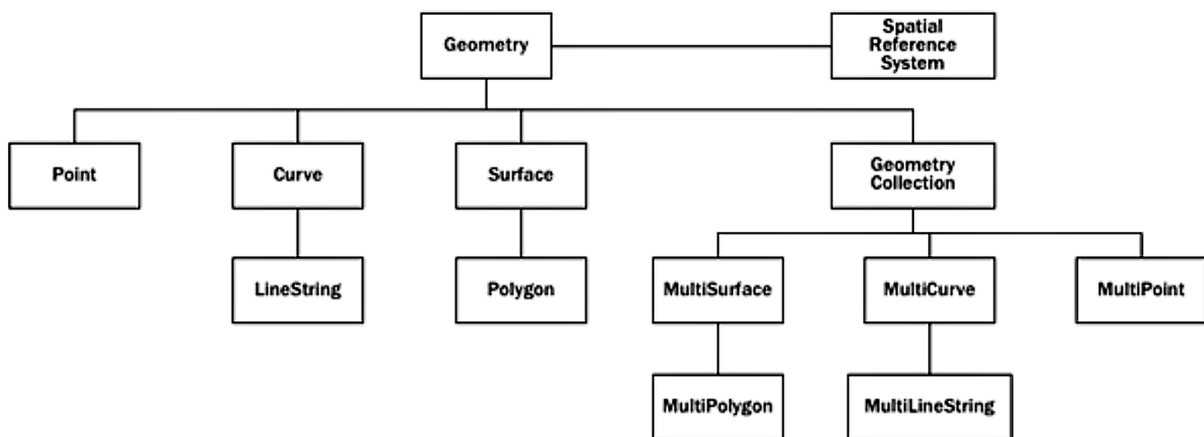 Geometry
Spatial
Reference
System
Point
Curve
Surface
Geometry
Collection
LineString
Polygon
MultiSurface
MultiCurve
MultiPoint
MultiPolygon
MultiLineString